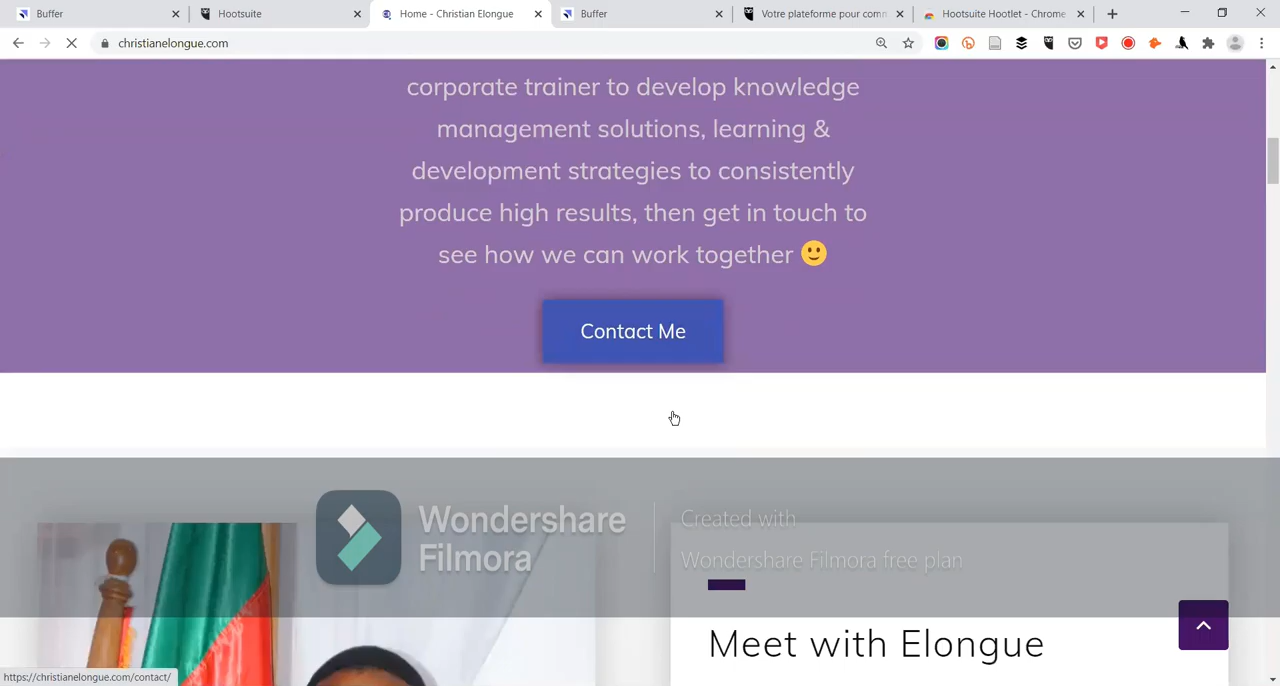 Buffer
Hootsuite
Home - Christian Elongue
Buffer
Votre plateforme pour comm
Hootsuite Hootlet - Chrome
christianelongue.com
corporate trainer to develop knowledge
management solutions, learning &
development strategies to consistently
produce high results, then get in touch to
see how we can work together 🙂
Contact Me
Wondershare
Filmora
Created with
Wondershare Filmora free plan
Meet with Elongue
https://christianelongue.com/contact/